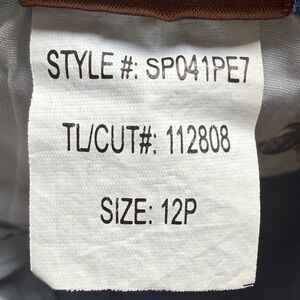 STYLE #: SP041PE7
TL/CUT#: 112808
SIZE: 12P